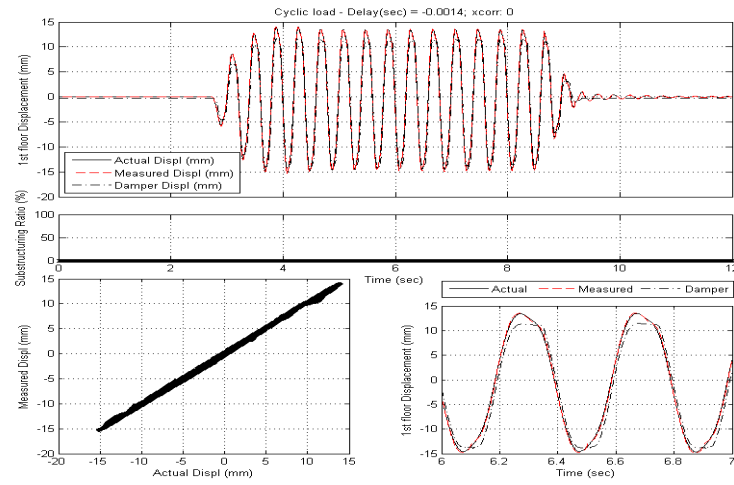 Cyclic load - Delay(sec) = -0.0014; xcorr: 0
1st floor Displacement (mm)
15
10
5
0
-5
-10
-15
-20
Actual Displ (mm)
Measured Displ (mm)
Damper Displ (mm)
Substructuring Ratio (%)
100
50
0
0 2 4 6 8 10 12
Time (sec)
Measured Displ (mm)
15
10
5
0
-5
-10
-15
-20
-20 -15 -10 -5 0 5 10 15
Actual Displ (mm)
Actual Measured Damper
1st floor Displacement (mm)
15
10
5
0
-5
-10
-15
6 6.2 6.4 6.6 6.8 7
Time (sec)